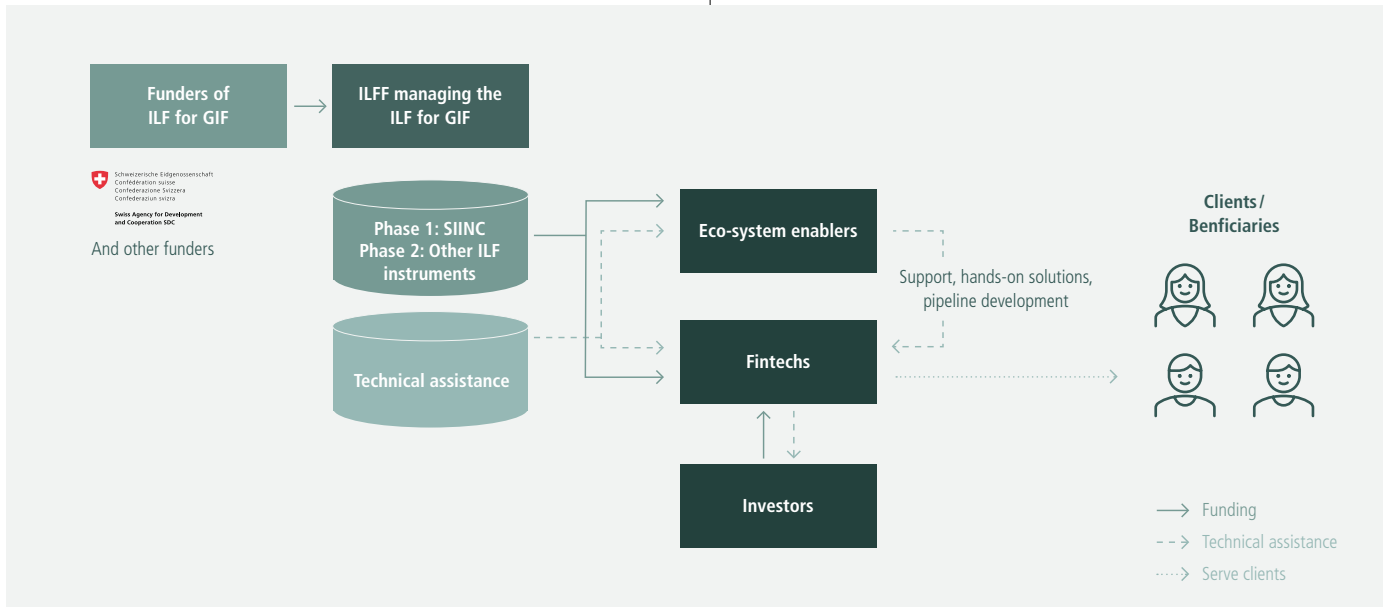 Funders of
ILF for GIF
ILFF managing the
ILF for GIF
Schweizerische Eidgenossenschaft
Confédération suisse
Confederazione Svizzera
Confederaziun svizra
Swiss Agency for Development
and Cooperation SDC
And other funders
Phase 1: SIINC
Phase 2: Other ILF
instruments
Technical assistance
Eco-system enablers
Support, hands-on solutions,
pipeline development
Fintechs
Investors
Clients/
Benficiaries
Funding
Technical assistance
Serve clients